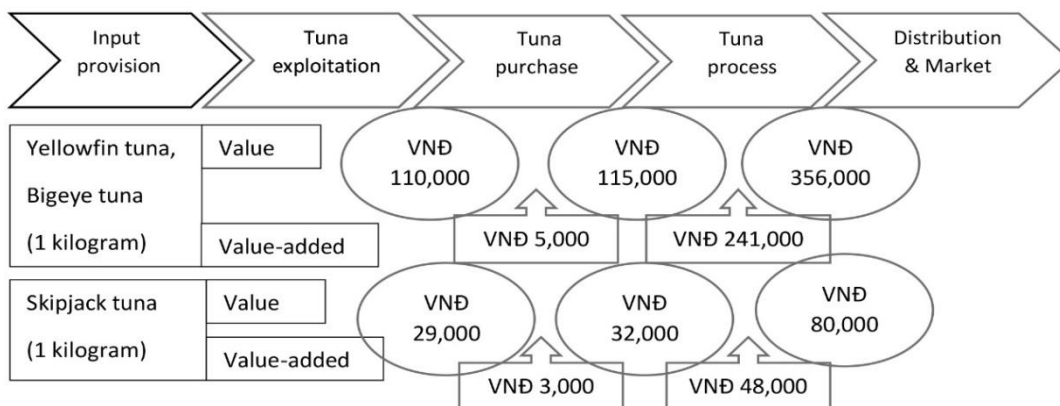 Input
provision
Tuna
exploitation
Tuna
purchase
Tuna
process
Distribution
& Market
Yellowfin tuna,
Bigeye tuna
(1 kilogram)
Value
Value-added
VNĐ
110,000
VNĐ
115,000
VNĐ
356,000
VNĐ 5,000
VNĐ 241,000
Skipjack tuna
(1 kilogram)
Value
Value-added
VNĐ
29,000
VNĐ
32,000
VNĐ
80,000
VNĐ 3,000
VNĐ 48,000